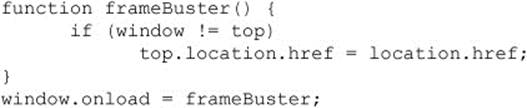 function frameBuster() {
if (window != top)
top.location.href = location.href;
}
window.onload = frameBuster;